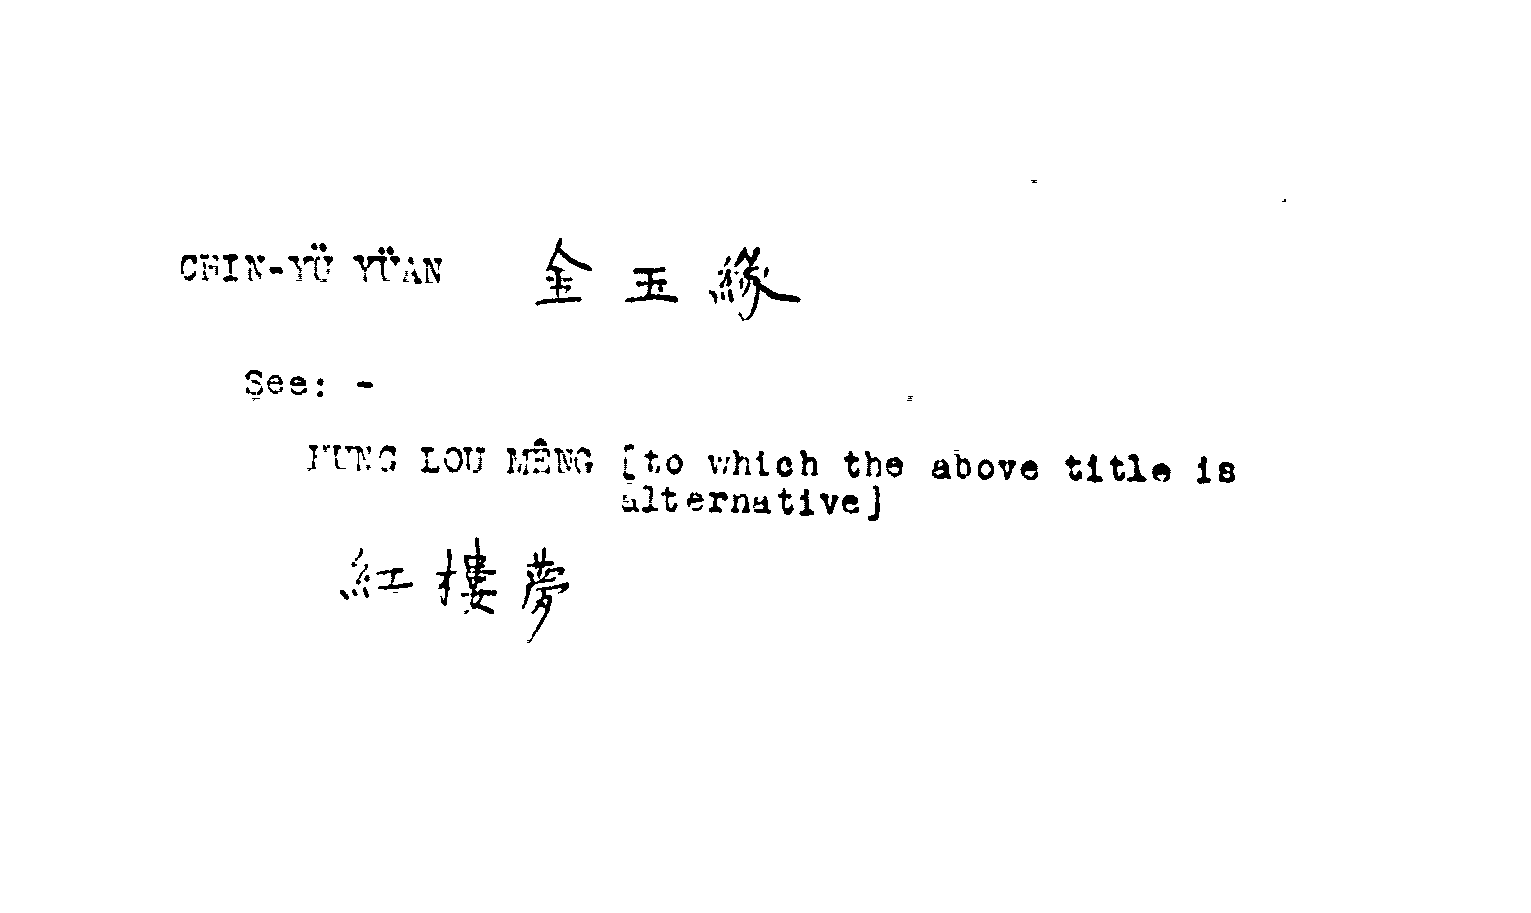 CHIN-YÜ YÜAN 金玉緣
See: -
HUNG LOU MÊNG [to which the above title is
alternative]
紅樓夢